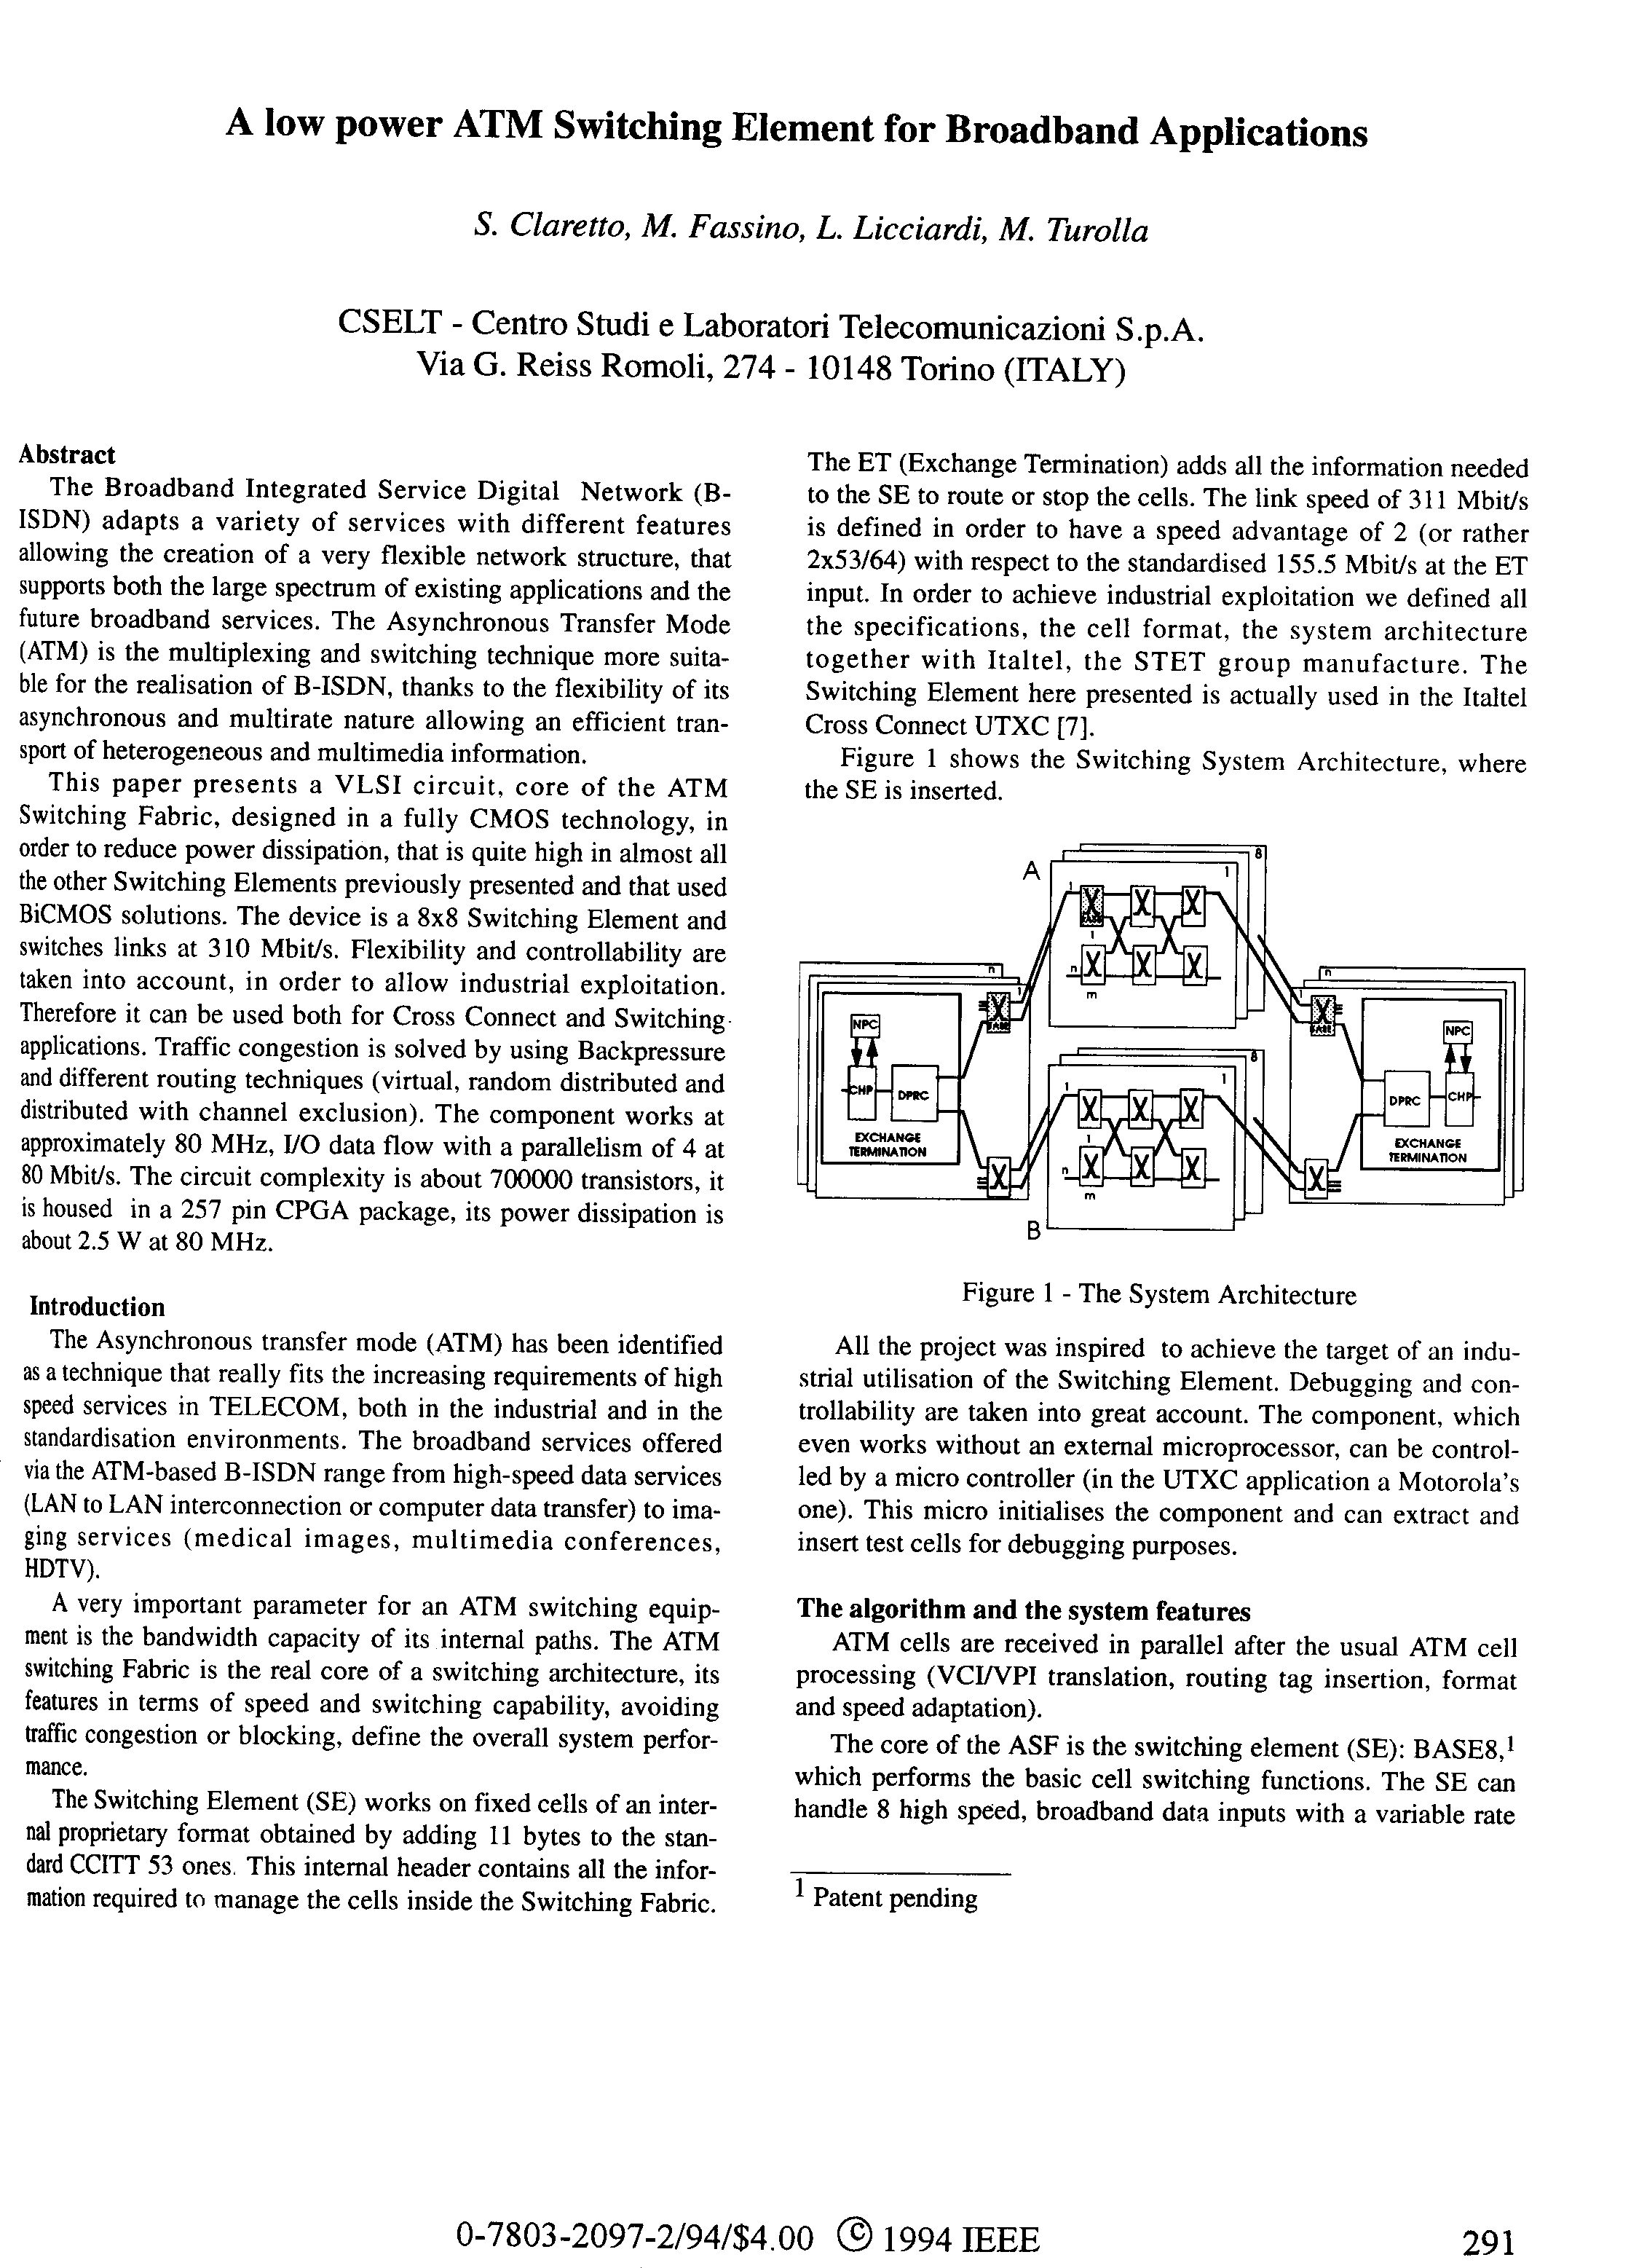 A low power ATM Switching Element for Broadband Applications
S. Claretto, M. Fassino, L. Licciardi, M. Turolla
CSELT - Centro Studi e Laboratori Telecomunicazioni S.p.A.
Via G. Reiss Romoli, 274 - 10148 Torino (ITALY)
Abstract
The Broadband Integrated Service Digital Network (B-
ISDN) adapts a variety of services with different features
allowing the creation of a very flexible network structure, that
supports both the large spectrum of existing applications and the
future broadband services. The Asynchronous Transfer Mode
(ATM) is the multiplexing and switching technique more suita-
ble for the realisation of B-ISDN, thanks to the flexibility of its
asynchronous and multirate nature allowing an efficient tran-
sport of heterogeneous and multimedia information.
This paper presents a VLSI circuit, core of the ATM
Switching Fabric, designed in a fully CMOS technology, in
order to reduce power dissipation, that is quite high in almost all
the other Switching Elements previously presented and that used
BiCMOS solutions. The device is a 8x8 Switching Element and
switches links at 310 Mbit/s. Flexibility and controllability are
taken into account, in order to allow industrial exploitation.
Therefore it can be used both for Cross Connect and Switching
applications. Traffic congestion is solved by using Backpressure
and different routing techniques (virtual, random distributed and
distributed with channel exclusion). The component works at
approximately 80 MHz, I/O data flow with a parallelism of 4 at
80 Mbit/s. The circuit complexity is about 700000 transistors, it
is housed in a 257 pin CPGA package, its power dissipation is
about 2.5 W at 80 MHz.
Introduction
The Asynchronous transfer mode (ATM) has been identified
as a technique that really fits the increasing requirements of high
speed services in TELECOM, both in the industrial and in the
standardisation environments. The broadband services offered
via the ATM-based B-ISDN range from high-speed data services
(LAN to LAN interconnection or computer data transfer) to ima-
ging services (medical images, multimedia conferences,
HDTV).
A very important parameter for an ATM switching equip-
ment is the bandwidth capacity of its internal paths. The ATM
switching Fabric is the real core of a switching architecture, its
features in terms of speed and switching capability, avoiding
traffic congestion or blocking, define the overall system perfor-
mance.
The Switching Element (SE) works on fixed cells of an inter-
nal proprietary format obtained by adding 11 bytes to the stan-
dard CCITT 53 ones. This internal header contains all the infor-
mation required to manage the cells inside the Switching Fabric.
The ET (Exchange Termination) adds all the information needed
to the SE to route or stop the cells. The link speed of 311 Mbit/s
is defined in order to have a speed advantage of 2 (or rather
2x53/64) with respect to the standardised 155.5 Mbit/s at the ET
input. In order to achieve industrial exploitation we defined all
the specifications, the cell format, the system architecture
together with Italtel, the STET group manufacture. The
Switching Element here presented is actually used in the Italtel
Cross Connect UTXC [7].
Figure 1 shows the Switching System Architecture, where
the SE is inserted.
A
8
1
1
1
n
m
n
1
NPC
CHP
DPRC
EXCHANGE
TERMINATION
n
1
NPC
DPRC
CHP
EXCHANGE
TERMINATION
8
1
1
1
n
m
B
Figure 1 - The System Architecture
All the project was inspired to achieve the target of an indu-
strial utilisation of the Switching Element. Debugging and con-
trollability are taken into great account. The component, which
even works without an external microprocessor, can be control-
led by a micro controller (in the UTXC application a Motorola's
one). This micro initialises the component and can extract and
insert test cells for debugging purposes.
The algorithm and the system features
ATM cells are received in parallel after the usual ATM cell
processing (VCI/VPI translation, routing tag insertion, format
and speed adaptation).
The core of the ASF is the switching element (SE): BASE8,1
which performs the basic cell switching functions. The SE can
handle 8 high speed, broadband data inputs with a variable rate
1 Patent pending
0-7803-2097-2/94/$4.00 © 1994 IEEE
291